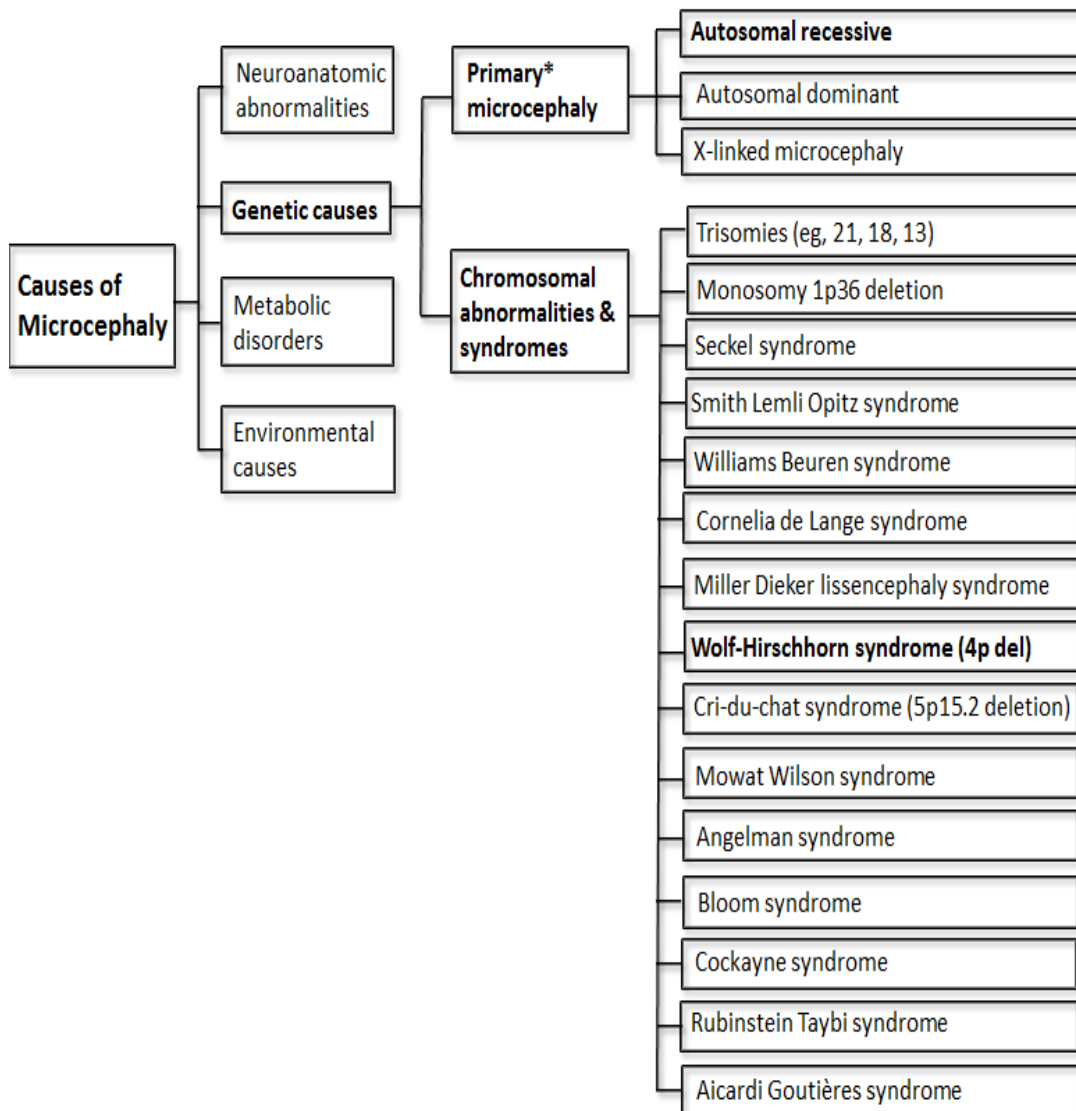 Causes of
Microcephaly
Neuroanatomic
abnormalities
Genetic causes
Metabolic
disorders
Environmental
causes
Primary*
microcephaly
Chromosomal
abnormalities &
syndromes
Autosomal recessive
Autosomal dominant
X-linked microcephaly
Trisomies (eg, 21, 18, 13)
Monosomy 1p36 deletion
Seckel syndrome
Smith Lemli Opitz syndrome
Williams Beuren syndrome
Cornelia de Lange syndrome
Miller Dieker lissencephaly syndrome
Wolf-Hirschhorn syndrome (4p del)
Cri-du-chat syndrome (5p15.2 deletion)
Mowat Wilson syndrome
Angelman syndrome
Bloom syndrome
Cockayne syndrome
Rubinstein Taybi syndrome
Aicardi Goutières syndrome